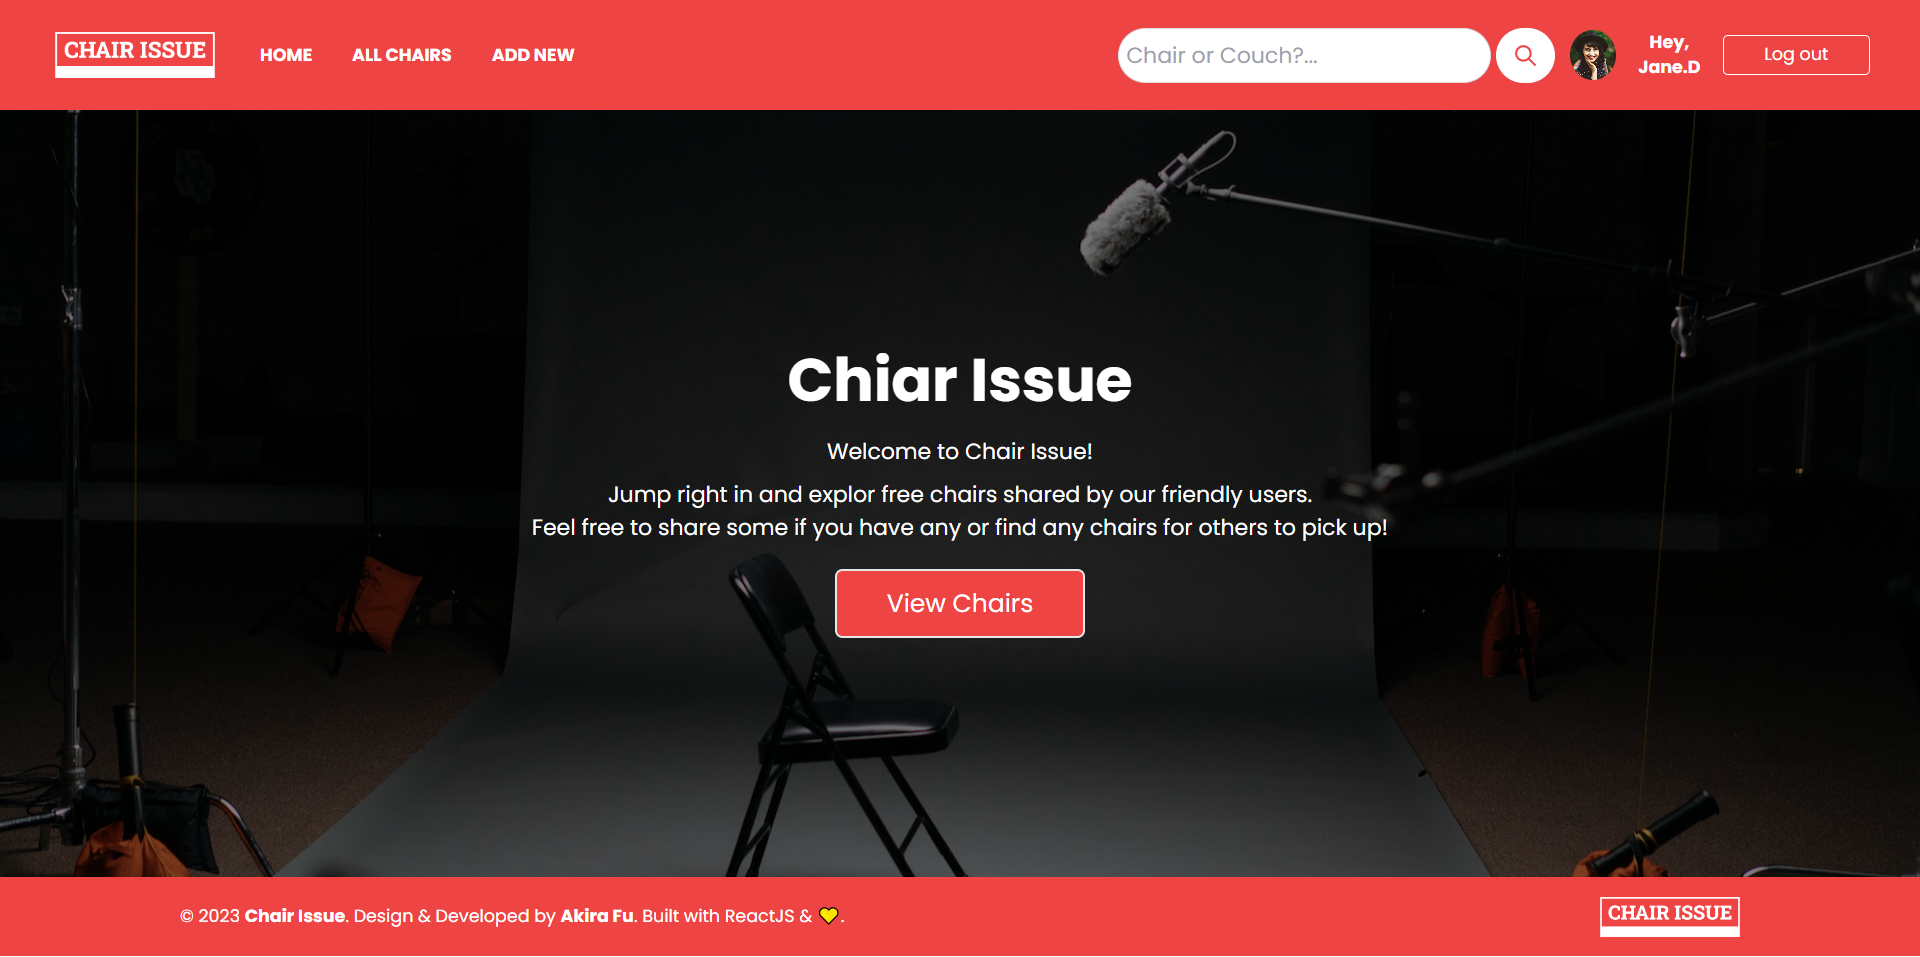 CHAIR ISSUE
HOME
ALL CHAIRS
ADD NEW
Chair or Couch?...
Hey,
Jane.D
Log out
Chiar Issue
Welcome to Chair Issue!
Jump right in and explor free chairs shared by our friendly users.
Feel free to share some if you have any or find any chairs for others to pick up!
View Chairs
© 2023 Chair Issue. Design & Developed by Akira Fu. Built with ReactJS & 💛.
CHAIR ISSUE